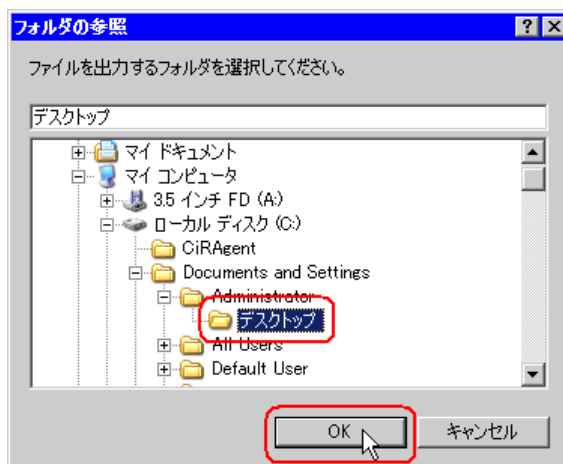 フォルダの参照
ファイルを出力するフォルダを選択してください。
デスクトップ
マイ ドキュメント
マイ コンピュータ
3.5 インチ FD (A:)
ローカル ディスク (C:)
CiRAgent
Documents and Settings
Administrator
デスクトップ
All Users
Default User
OK キャンセル